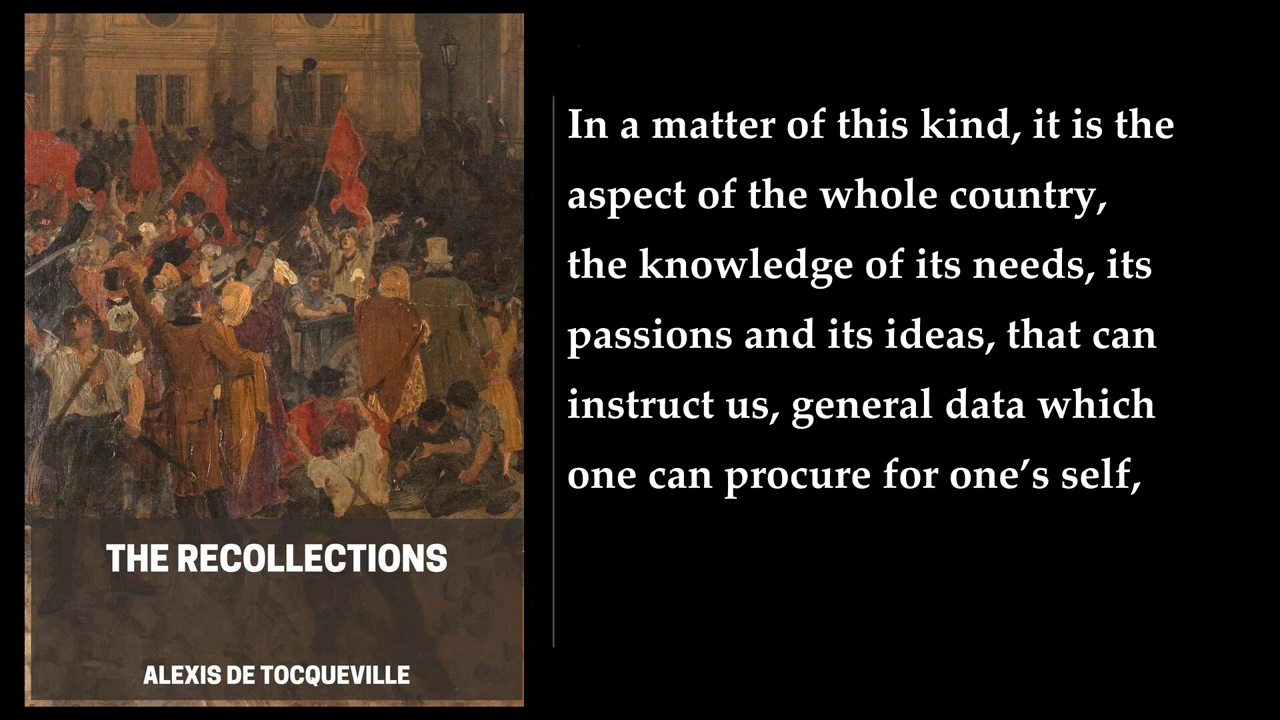 THE RECOLLECTIONS
ALEXIS DE TOCQUEVILLE
In a matter of this kind, it is the
aspect of the whole country,
the knowledge of its needs, its
passions and its ideas, that can
instruct us, general data which
one can procure for one’s self,